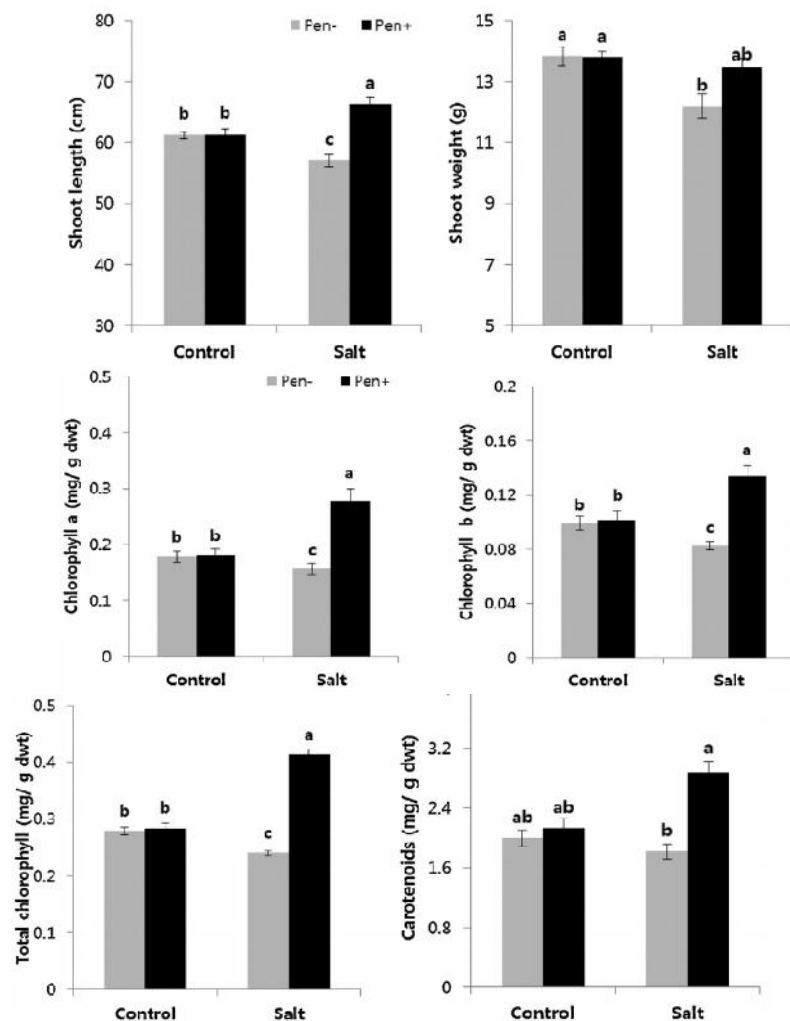 80
70
60
50
40
30
Shoot length (cm)
Pen- Pen+
b b c a
Control Salt
15
13
11
9
7
5
Shoot weight (g)
a a b ab
Control Salt
0.5
0.4
0.3
0.2
0.1
0
Chlorophyll a (mg/ g dwt)
Pen- Pen+
b b c a
Control Salt
0.2
0.16
0.12
0.08
0.04
0
Chlorophyll b (mg/ g dwt)
b b c a
Control Salt
0.5
0.4
0.3
0.2
0.1
0
Total chlorophyll (mg/ g dwt)
b b c a
Control Salt
3.2
2.4
1.6
0.8
0
Carotenoids (mg/ g dwt)
ab ab b a
Control Salt